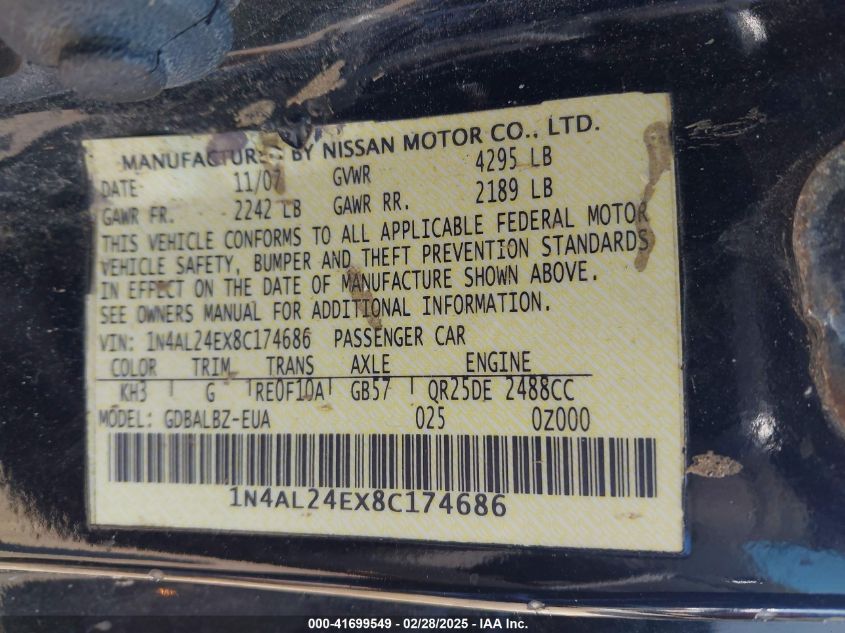 MANUFACTURED BY NISSAN MOTOR CO., LTD.
DATE 11/07 GVWR 4295 LB
GAWR FR. 2242 LB GAWR RR. 2189 LB
THIS VEHICLE CONFORMS TO ALL APPLICABLE FEDERAL MOTOR
VEHICLE SAFETY, BUMPER AND THEFT PREVENTION STANDARDS
IN EFFECT ON THE DATE OF MANUFACTURE SHOWN ABOVE.
SEE OWNERS MANUAL FOR ADDITIONAL INFORMATION.
VIN: 1N4AL24EX8C174686 PASSENGER CAR
COLOR TRIM TRANS AXLE ENGINE
KH3 G RE0F10A GB57 QR25DE 2488CC
MODEL: GDBALBZ-EUA 025 0Z000
1N4AL24EX8C174686
000-41699549 | 02/28/2025 - IAA Inc.